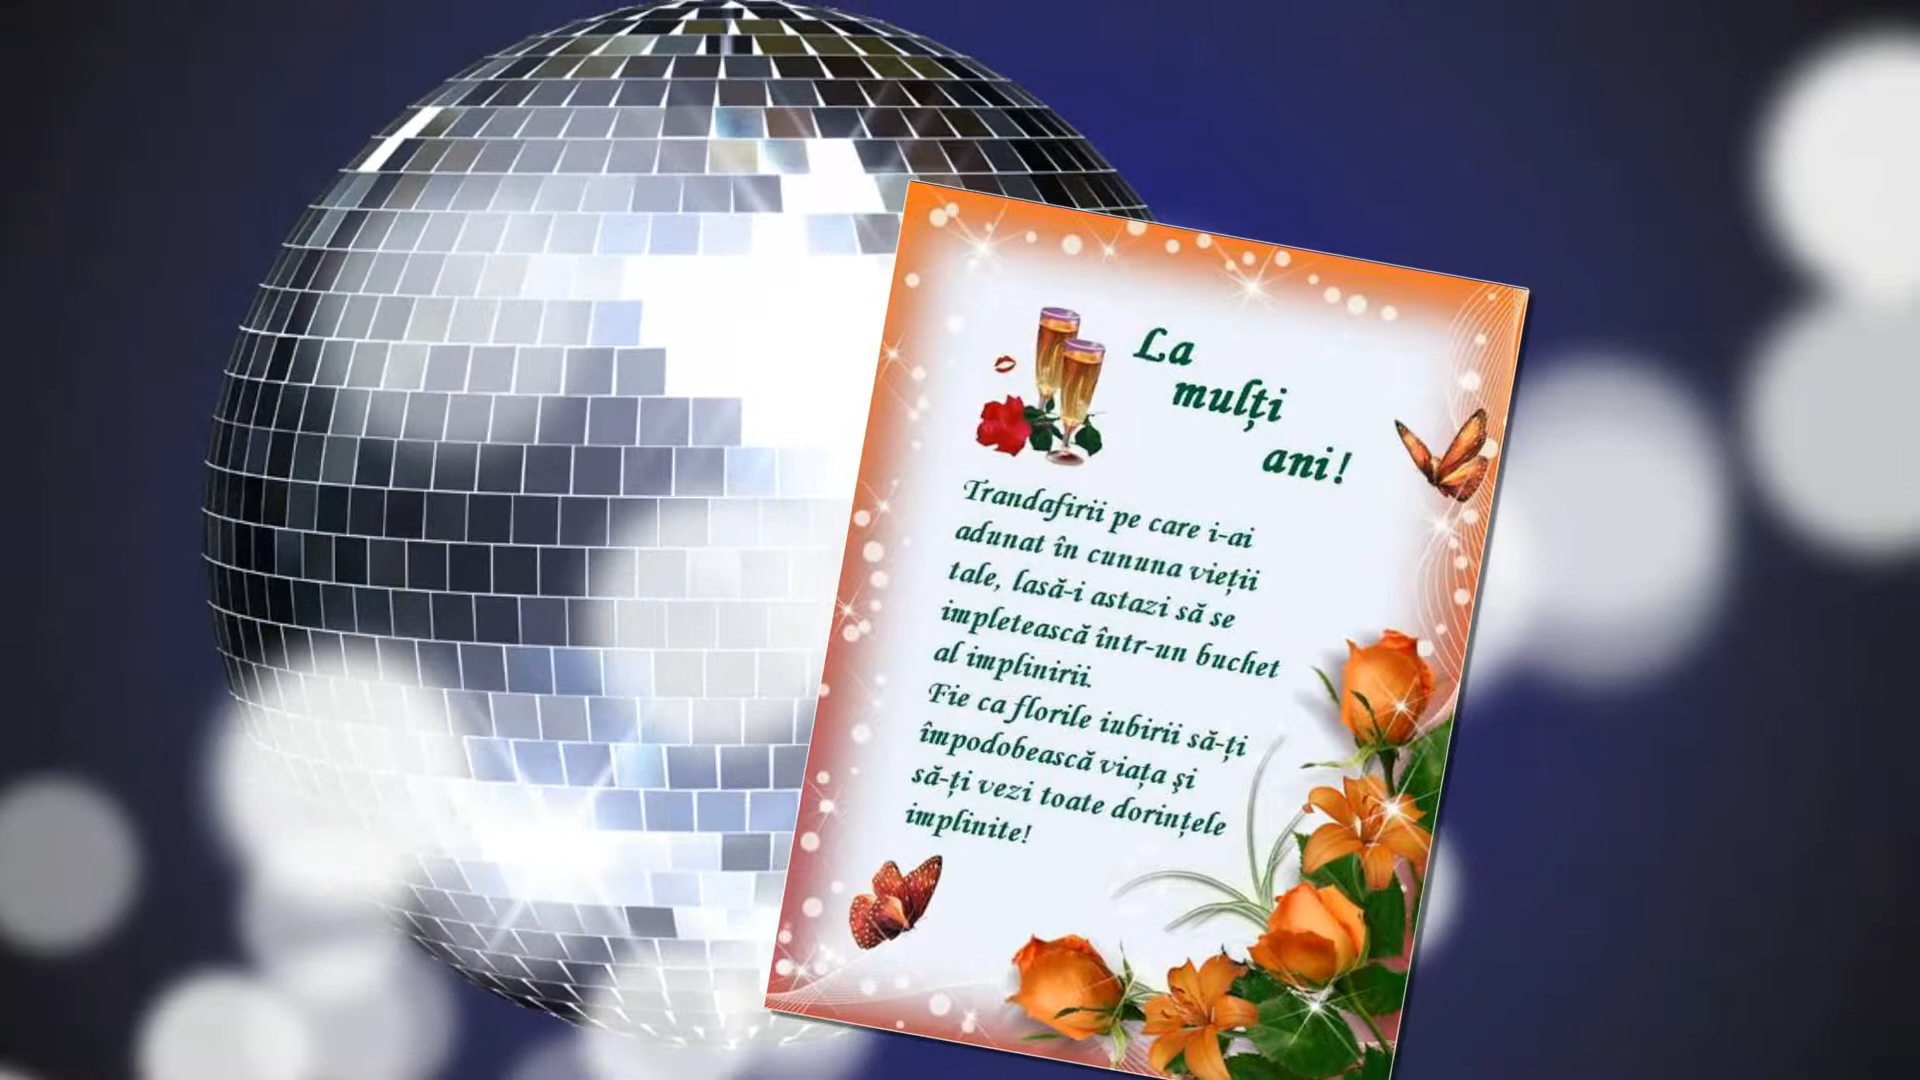 La
mulți
ani!
Trandafirii pe care i-ai
adunat în cununa vieții
tale, lasă-i astazi să se
impletească într-un buchet
al implinirii.
Fie ca florile iubirii să-ți
împodobească viața şi
să-ți vezi toate dorințele
implinite!